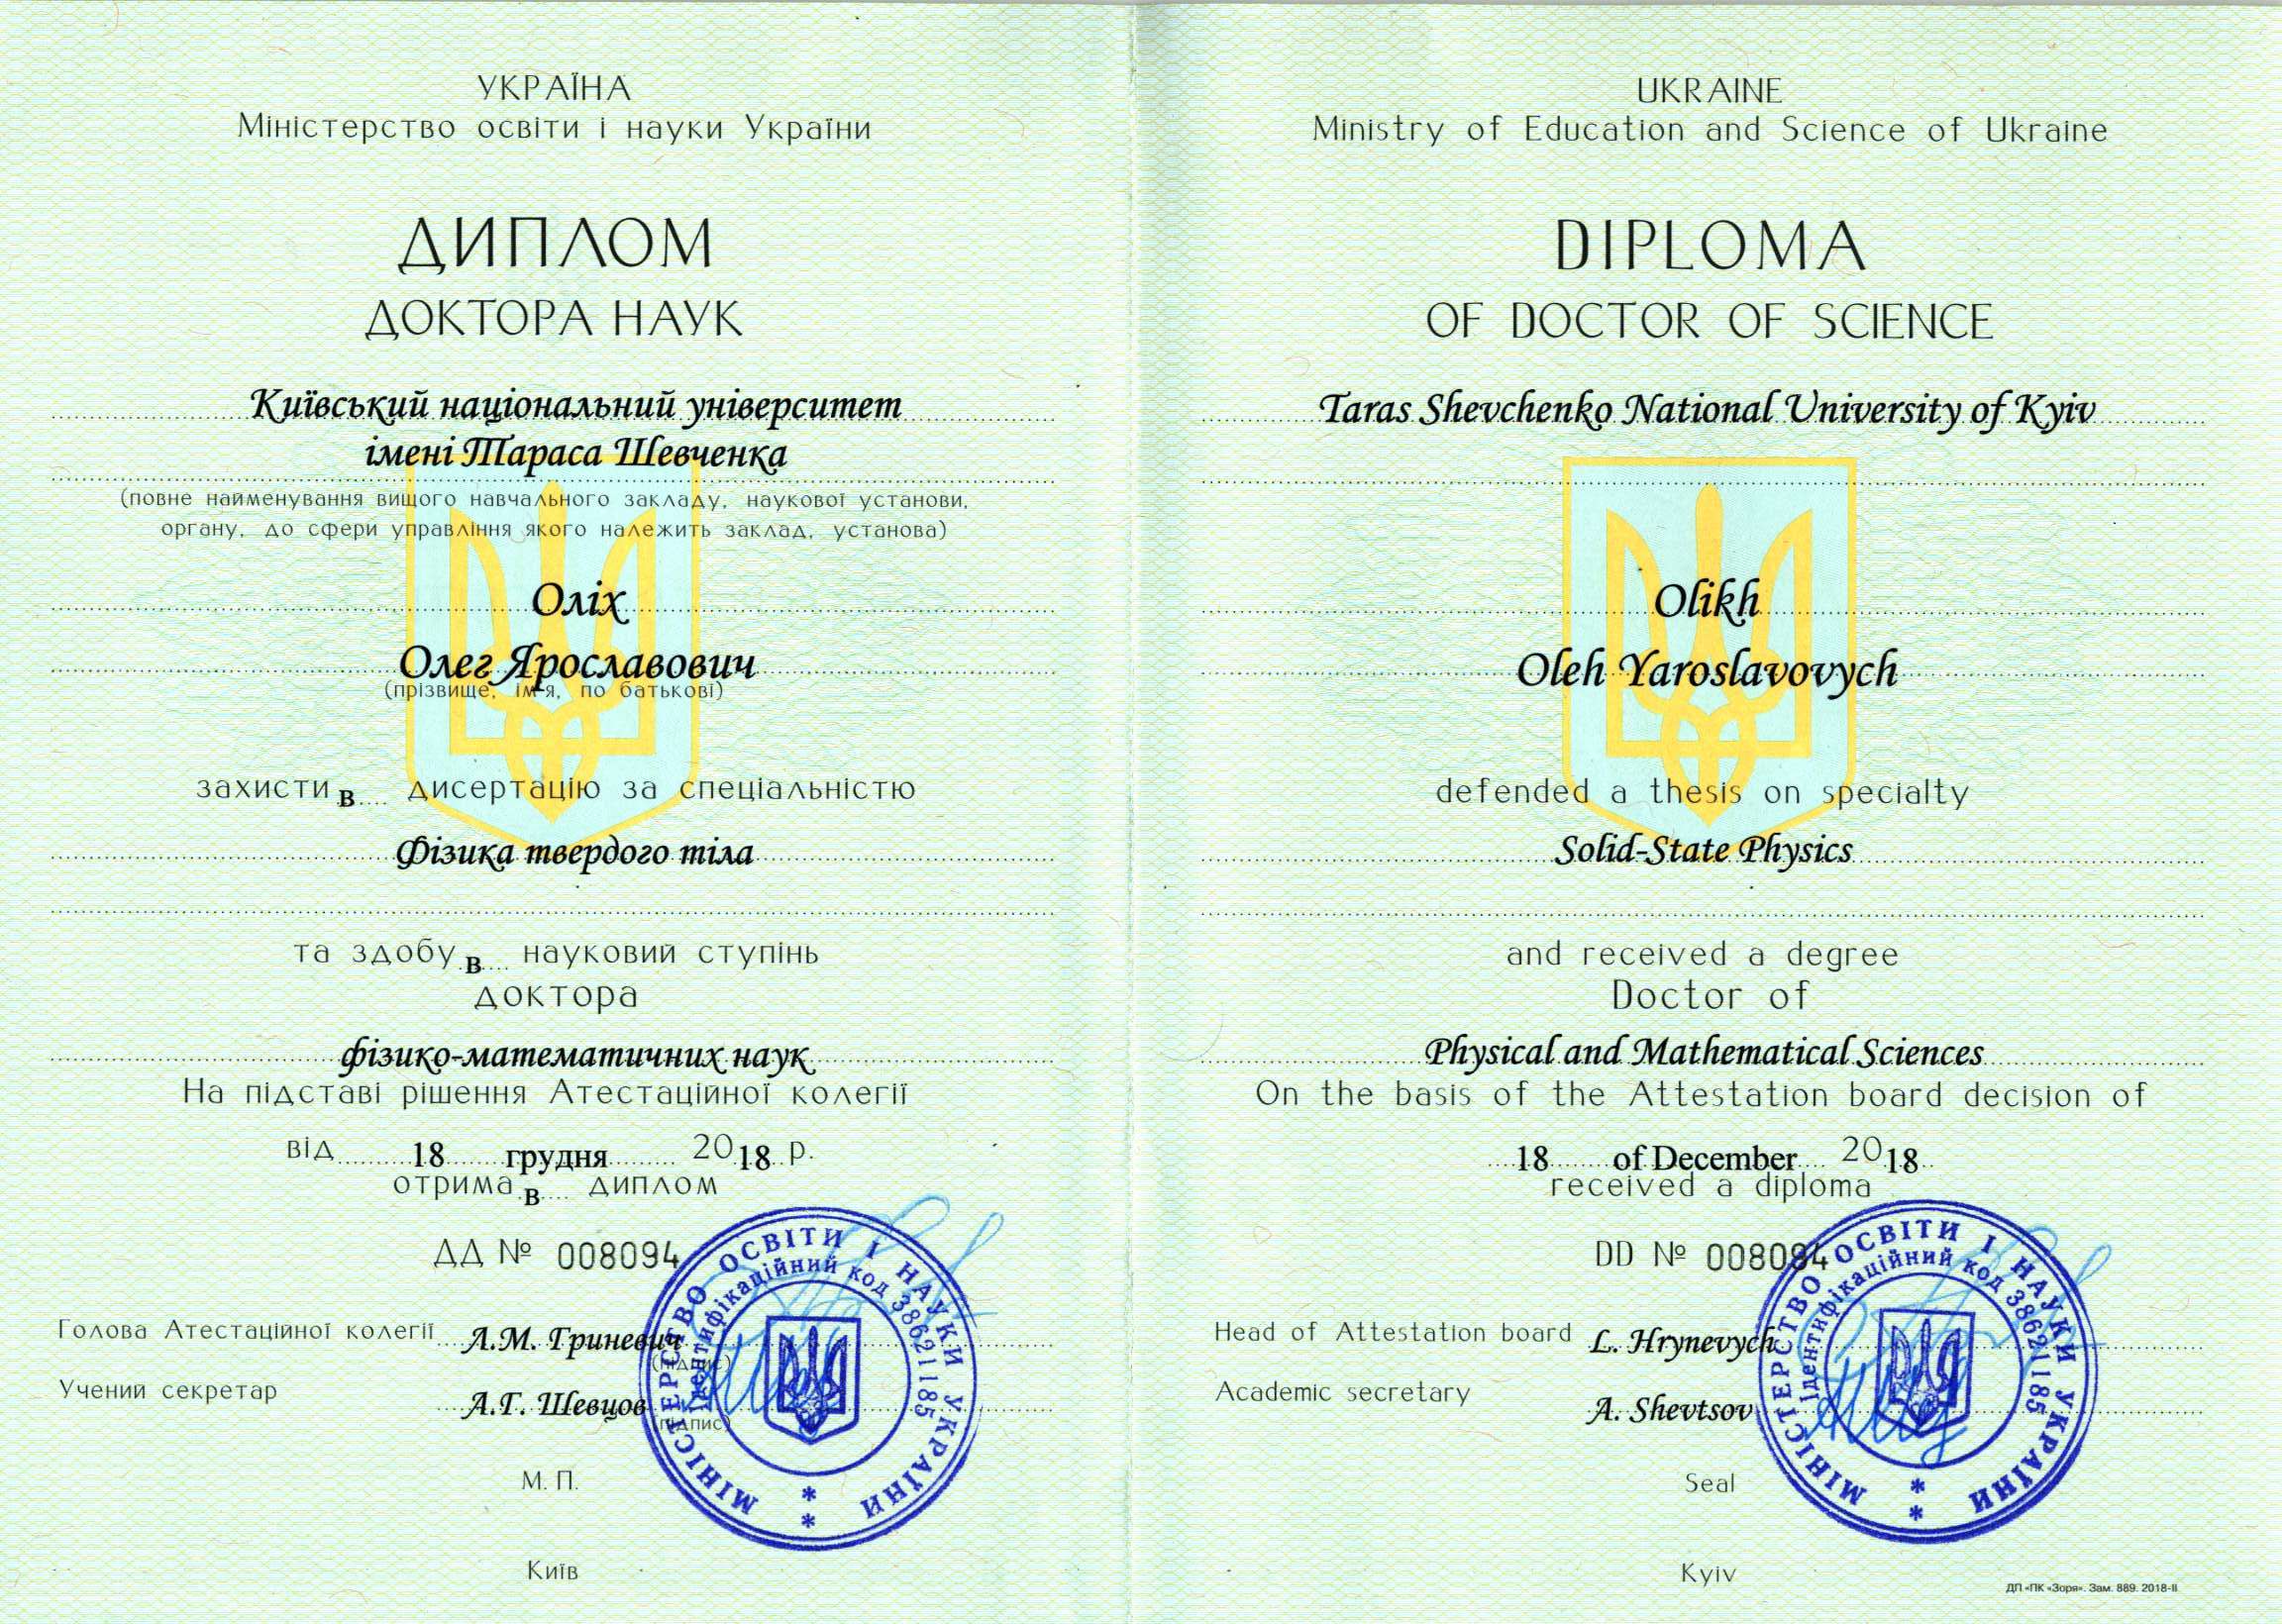 УКРАЇНА
Міністерство освіти і науки України
ДИПЛОМ
ДОКТОРА НАУК
Київський національний університет
імені Тараса Шевченка
(повне найменування вищого навчального закладу, наукової установи,
органу, до сфери управління якого належить заклад, установа)
Оліх
Олег Ярославович
(прізвище, ім'я, по батькові)
захистив дисертацію за спеціальністю
Фізика твердого тіла
та здобув науковий ступінь
доктора
фізико-математичних наук
На підставі рішення Атестаційної колегії
від 18 грудня 2018 р.
отримав диплом
ДД № 008094
Голова Атестаційної колегії Л.М. Гриневич
(підпис)
Учений секретар А.Г. Шевцов
(підпис)
М. П.
Київ
МІНІСТЕРСТВО ОСВІТИ І НАУКИ УКРАЇНИ
Ідентифікаційний код 38621185
* *
UKRAINE
Ministry of Education and Science of Ukraine
DIPLOMA
OF DOCTOR OF SCIENCE
Taras Shevchenko National University of Kyiv
Olikh
Oleh Yaroslavovych
defended a thesis on specialty
Solid-State Physics
and received a degree
Doctor of
Physical and Mathematical Sciences
On the basis of the Attestation board decision of
18 of December 2018
received a diploma
DD № 008094
Head of Attestation board L. Hrynevych
Academic secretary A. Shevtsov
Seal
Kyiv
МІНІСТЕРСТВО ОСВІТИ І НАУКИ УКРАЇНИ
Ідентифікаційний код 38621185
* *
ДП «ПК «Зоря». Зам. 889. 2018-ІІ